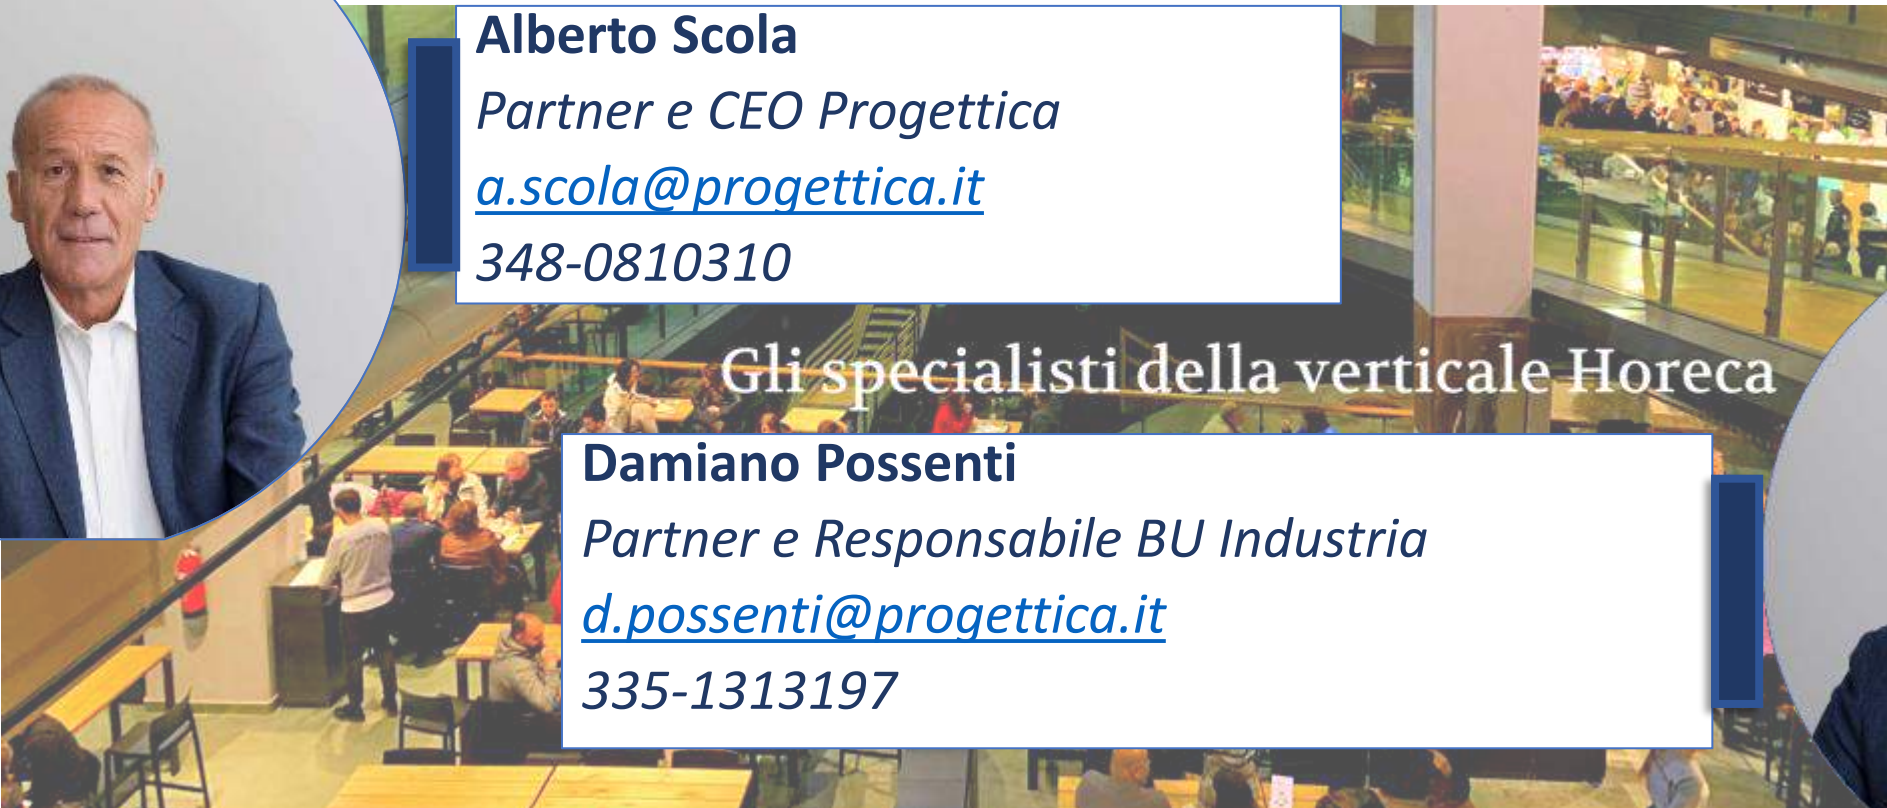 Alberto Scola
Partner e CEO Progettica
a.scola@progettica.it
348-0810310
Gli specialisti della verticale Horeca
Damiano Possenti
Partner e Responsabile BU Industria
d.possenti@progettica.it
335-1313197